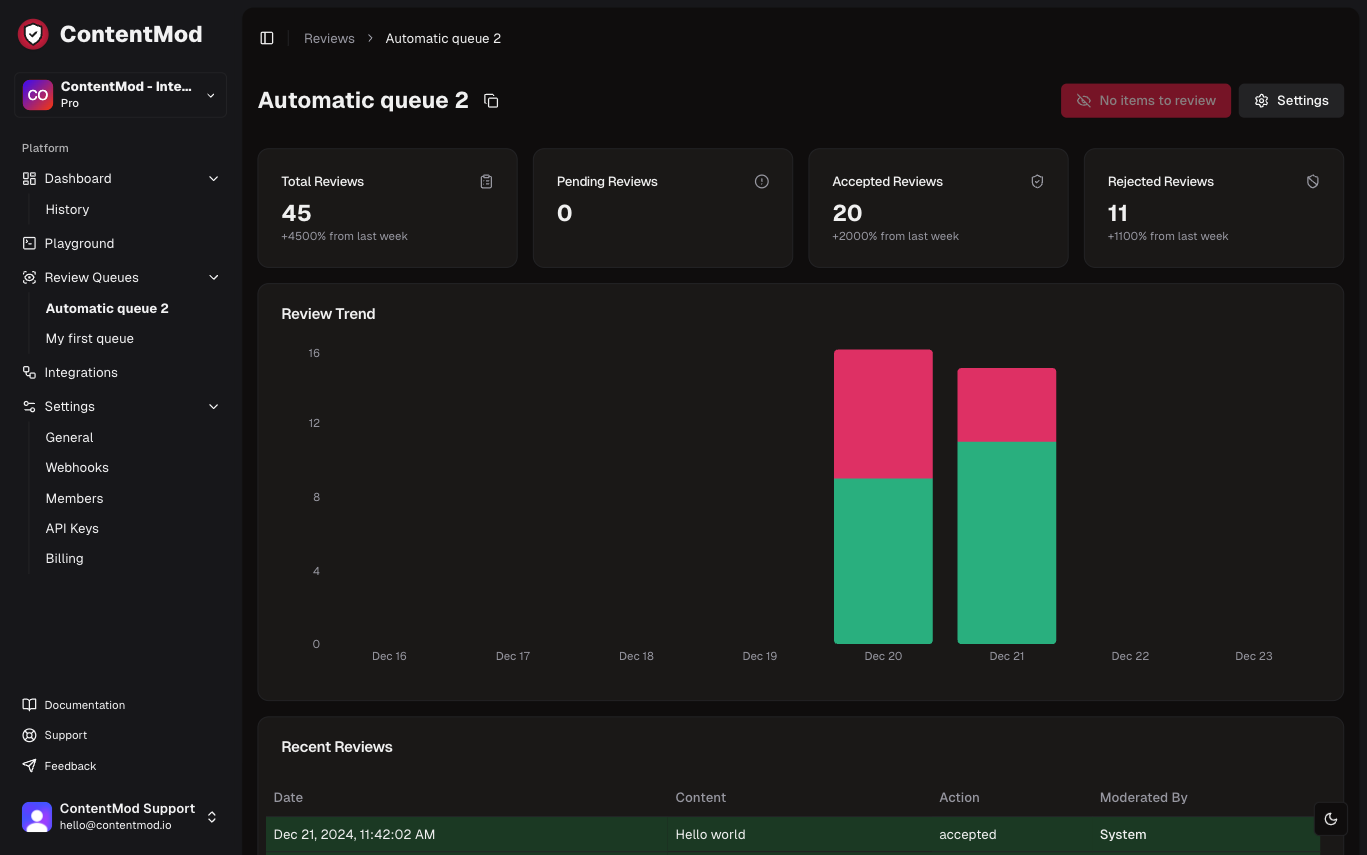 ContentMod
CO
ContentMod - Inte...
Pro
Platform
Dashboard
History
Playground
Review Queues
Automatic queue 2
My first queue
Integrations
Settings
General
Webhooks
Members
API Keys
Billing
Documentation
Support
Feedback
ContentMod Support
hello@contentmod.io
Reviews
Automatic queue 2
Automatic queue 2
No items to review
Settings
Total Reviews
45
+4500% from last week
Pending Reviews
0
Accepted Reviews
20
+2000% from last week
Rejected Reviews
11
+1100% from last week
Review Trend
16
12
8
4
0
Dec 16 Dec 17 Dec 18 Dec 19 Dec 20 Dec 21 Dec 22 Dec 23
Recent Reviews
Date Content Action Moderated By
Dec 21, 2024, 11:42:02 AM Hello world accepted System